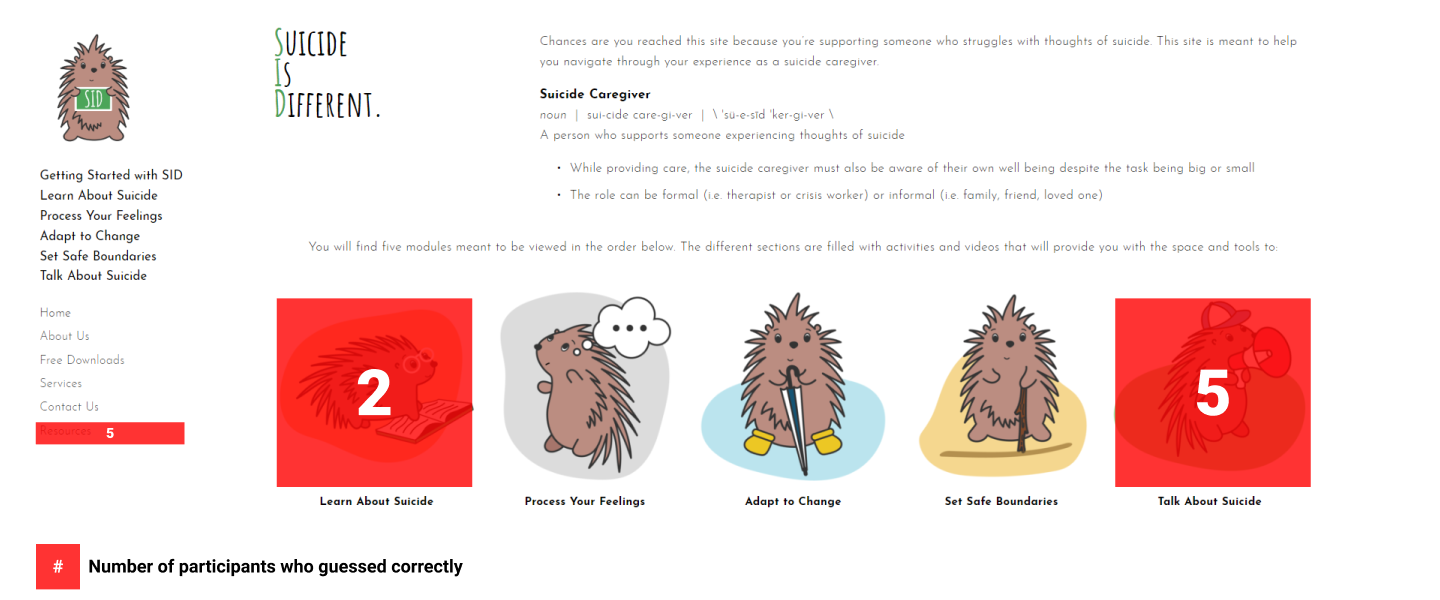 SID
Getting Started with SID
Learn About Suicide
Process Your Feelings
Adapt to Change
Set Safe Boundaries
Talk About Suicide
Home
About Us
Free Downloads
Services
Contact Us
Resources 5
SUICIDE
IS
DIFFERENT.
Chances are you reached this site because you're supporting someone who struggles with thoughts of suicide. This site is meant to help
you navigate through your experience as a suicide caregiver.
Suicide Caregiver
noun | sui-cide care-gi-ver | \ 'sü-e-sīd 'ker-gi-ver \
A person who supports someone experiencing thoughts of suicide
• While providing care, the suicide caregiver must also be aware of their own well being despite the task being big or small
• The role can be formal (i.e. therapist or crisis worker) or informal (i.e. family, friend, loved one)
You will find five modules meant to be viewed in the order below. The different sections are filled with activities and videos that will provide you with the space and tools to:
2
5
Learn About Suicide
Process Your Feelings
Adapt to Change
Set Safe Boundaries
Talk About Suicide
# Number of participants who guessed correctly